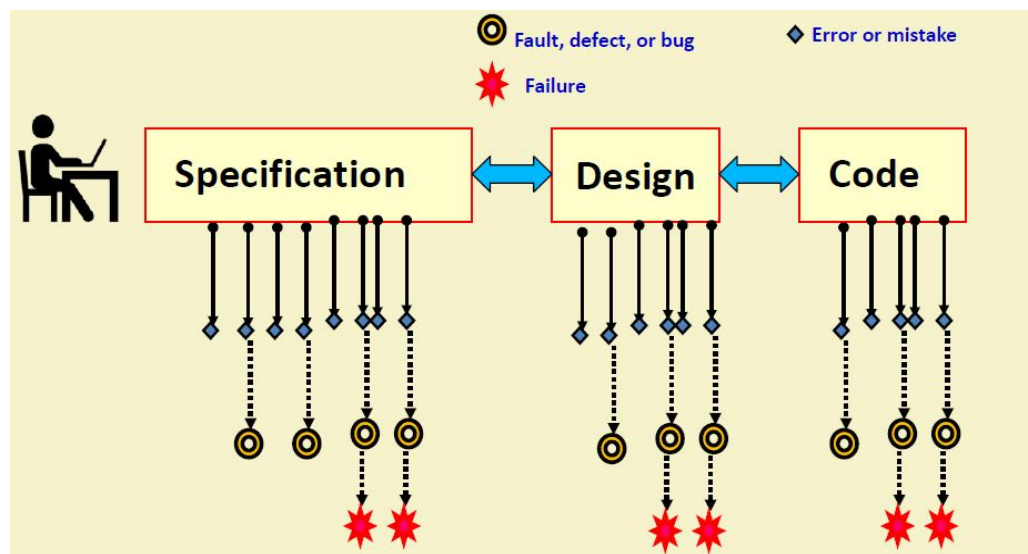 Fault, defect, or bug
Error or mistake
Failure
Specification
Design
Code